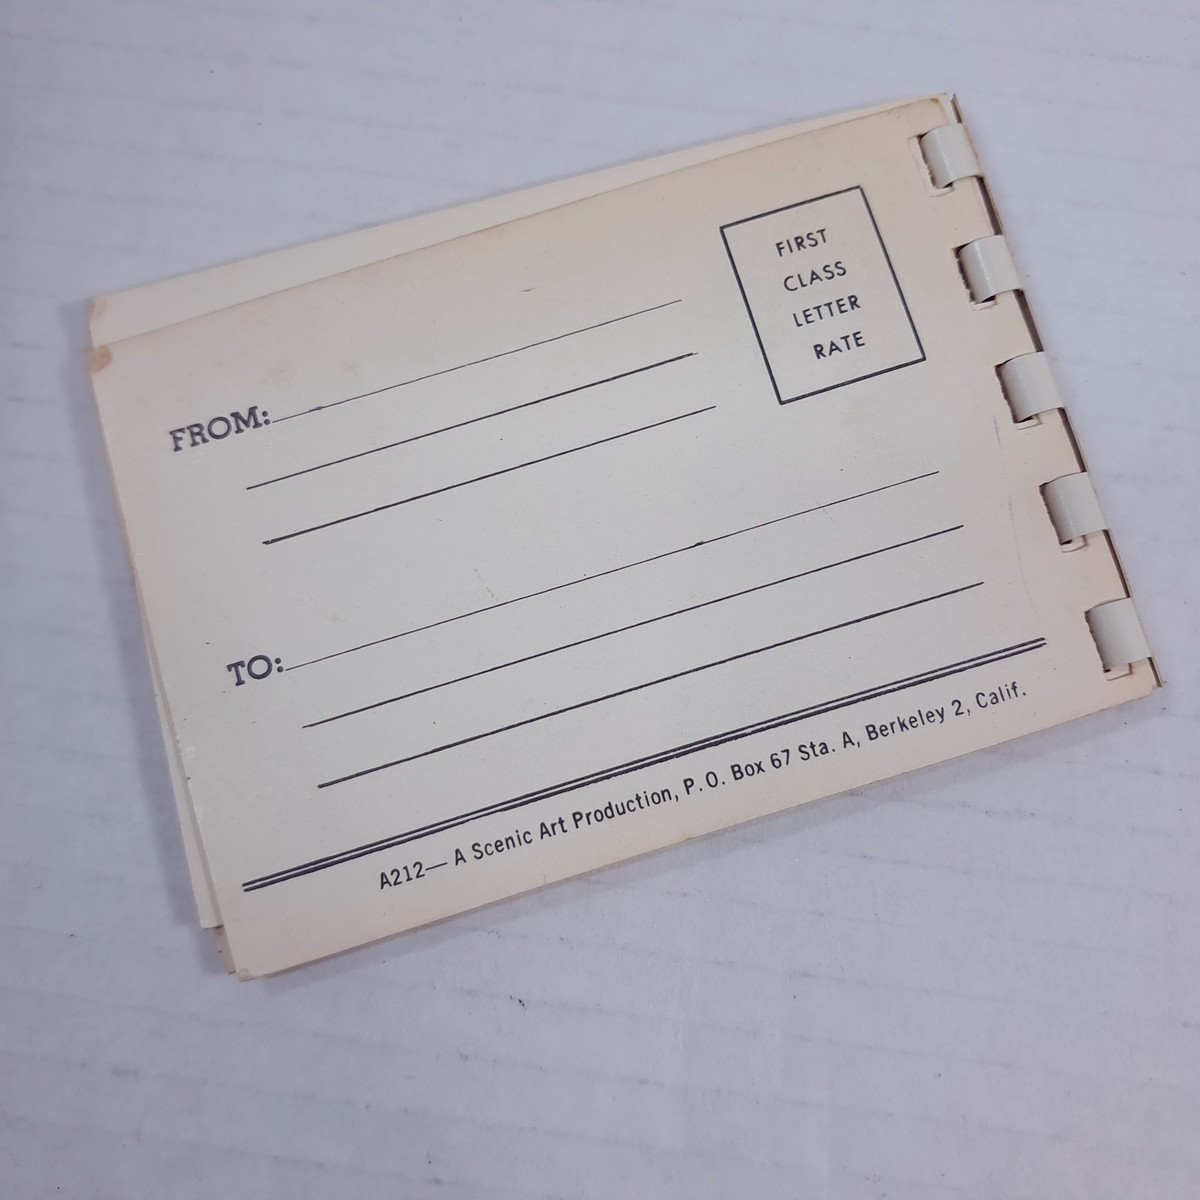 FIRST
CLASS
LETTER
RATE
FROM:
TO:
A212— A Scenic Art Production, P. O. Box 67 Sta. A, Berkeley 2, Calif.